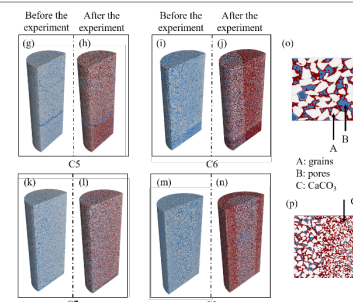 Before the After the Before the After the
experiment experiment experiment experiment
(g) (h) (i) (j) (o)
C5 C6
A
B
A: grains
B: pores
C: CaCO3
(k) (l) (m) (n) (p)